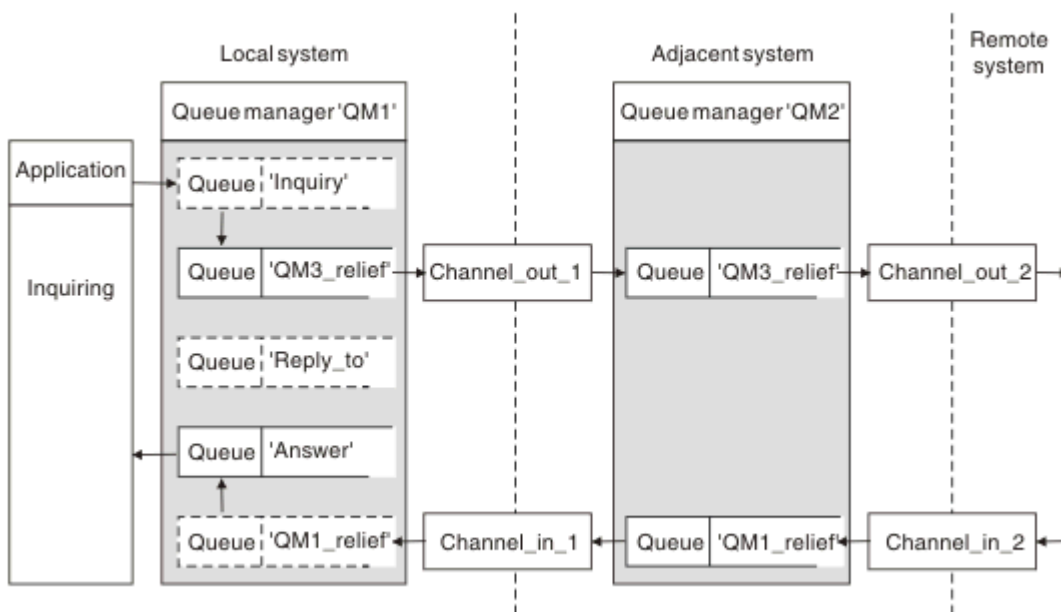 Local system
Adjacent system
Remote
system
Queue manager 'QM1'
Queue manager 'QM2'
Application
Queue 'Inquiry'
Inquiring
Queue 'QM3_relief'
Channel_out_1
Queue 'QM3_relief'
Channel_out_2
Queue 'Reply_to'
Queue 'Answer'
Queue 'QM1_relief'
Channel_in_1
Queue 'QM1_relief'
Channel_in_2